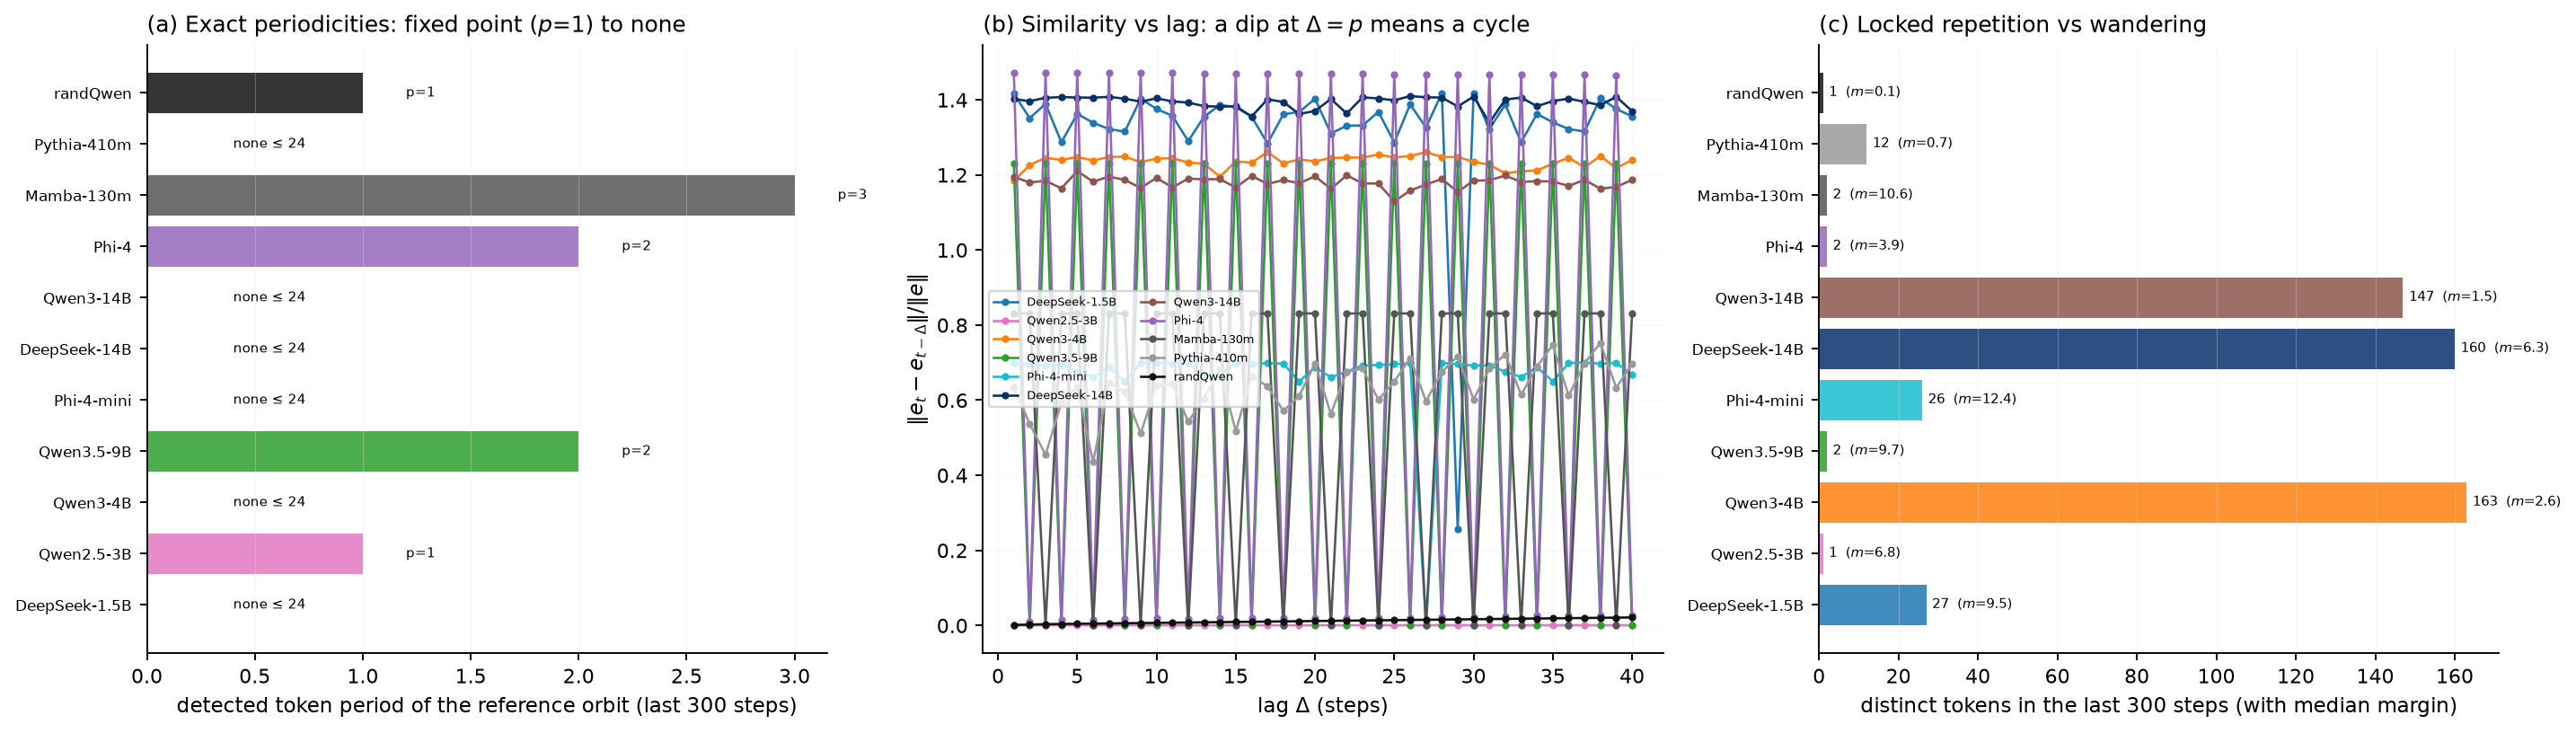 (a) Exact periodicities: fixed point (p=1) to none
randQwen
p=1
Pythia-410m
none ≤ 24
Mamba-130m
p=3
Phi-4
p=2
Qwen3-14B
none ≤ 24
DeepSeek-14B
none ≤ 24
Phi-4-mini
none ≤ 24
Qwen3.5-9B
p=2
Qwen3-4B
none ≤ 24
Qwen2.5-3B
p=1
DeepSeek-1.5B
none ≤ 24
0.0 0.5 1.0 1.5 2.0 2.5 3.0
detected token period of the reference orbit (last 300 steps)
(b) Similarity vs lag: a dip at Δ = p means a cycle
‖e_t − e_{t − Δ}‖/‖e‖
1.4
1.2
1.0
0.8
0.6
0.4
0.2
0.0
DeepSeek-1.5B
Qwen2.5-3B
Qwen3-4B
Qwen3.5-9B
Phi-4-mini
DeepSeek-14B
Qwen3-14B
Phi-4
Mamba-130m
Pythia-410m
randQwen
0 5 10 15 20 25 30 35 40
lag Δ (steps)
(c) Locked repetition vs wandering
randQwen
1 (m=0.1)
Pythia-410m
12 (m=0.7)
Mamba-130m
2 (m=10.6)
Phi-4
2 (m=3.9)
Qwen3-14B
147 (m=1.5)
DeepSeek-14B
160 (m=6.3)
Phi-4-mini
26 (m=12.4)
Qwen3.5-9B
2 (m=9.7)
Qwen3-4B
163 (m=2.6)
Qwen2.5-3B
1 (m=6.8)
DeepSeek-1.5B
27 (m=9.5)
0 20 40 60 80 100 120 140 160
distinct tokens in the last 300 steps (with median margin)